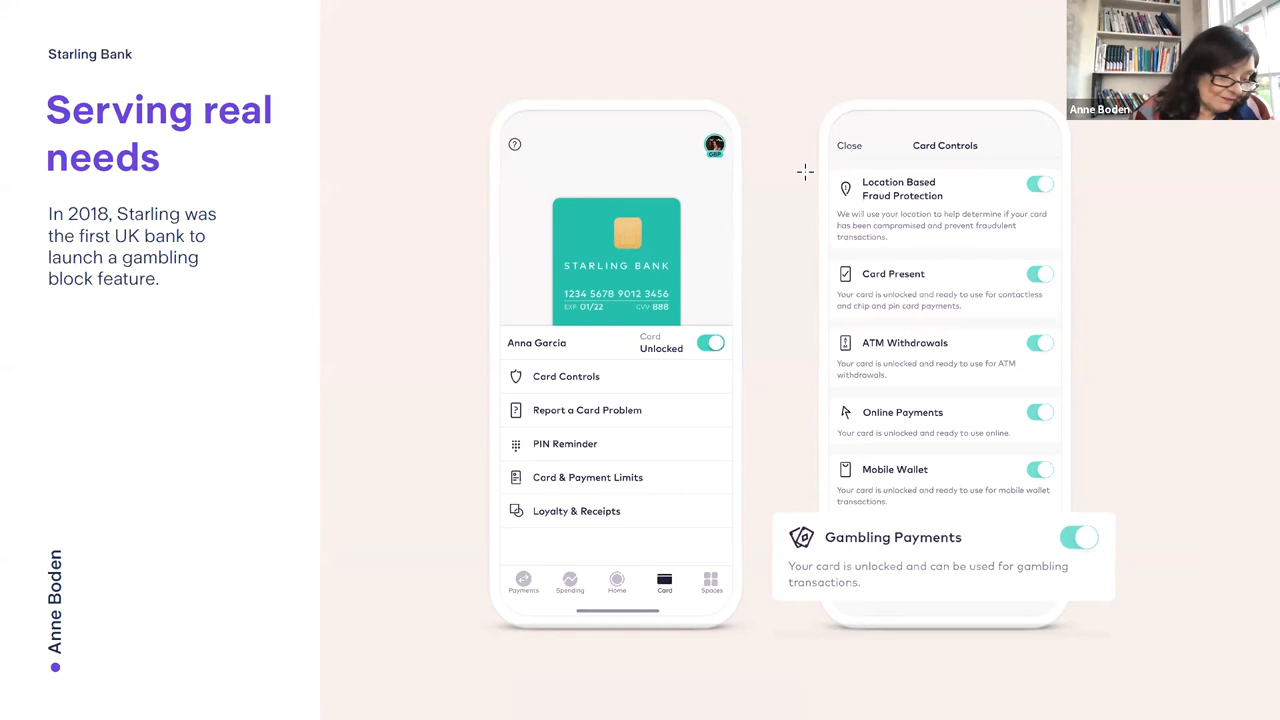 Starling Bank
Serving real
needs
In 2018, Starling was
the first UK bank to
launch a gambling
block feature.
Anne Boden
?
GBP
STARLING BANK
1234 5678 9012 3456
EXP 01/22 CVV 888
Anna Garcia
Card
Unlocked
Card Controls
Report a Card Problem
PIN Reminder
Card & Payment Limits
Loyalty & Receipts
Payments
Spending
Home
Card
Spaces
Close
Card Controls
Location Based
Fraud Protection
We will use your location to help determine if your card
has been compromised and prevent fraudulent
transactions.
Card Present
Your card is unlocked and ready to use for contactless
and chip and pin card payments.
ATM Withdrawals
Your card is unlocked and ready to use for ATM
withdrawals.
Online Payments
Your card is unlocked and ready to use online.
Mobile Wallet
Your card is unlocked and ready to use for mobile wallet
transactions.
Gambling Payments
Your card is unlocked and can be used for gambling
transactions.
Anne Boden